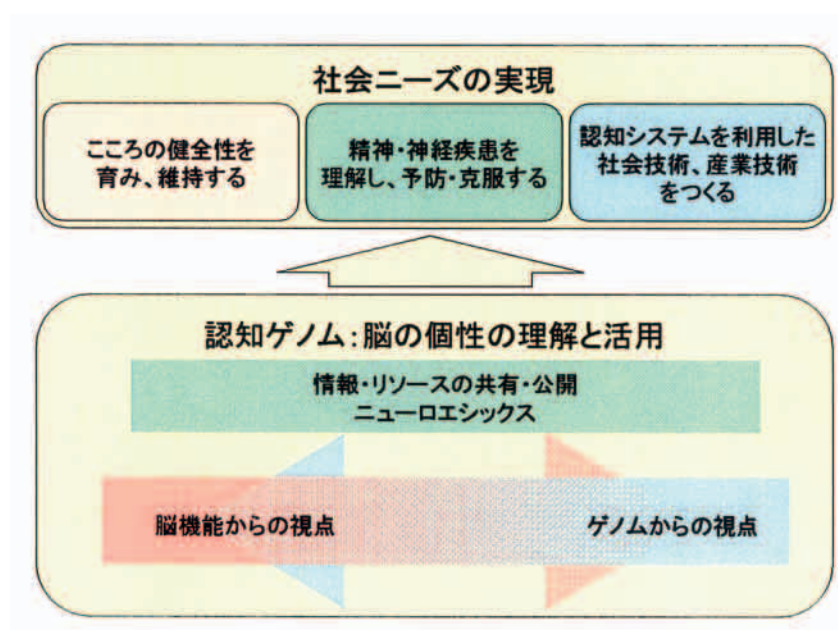 社会ニーズの実現
こころの健全性を
育み、維持する
精神・神経疾患を
理解し、予防・克服する
認知システムを利用した
社会技術、産業技術
をつくる
認知ゲノム:脳の個性の理解と活用
情報・リソースの共有・公開
ニューロエシックス
脳機能からの視点
ゲノムからの視点